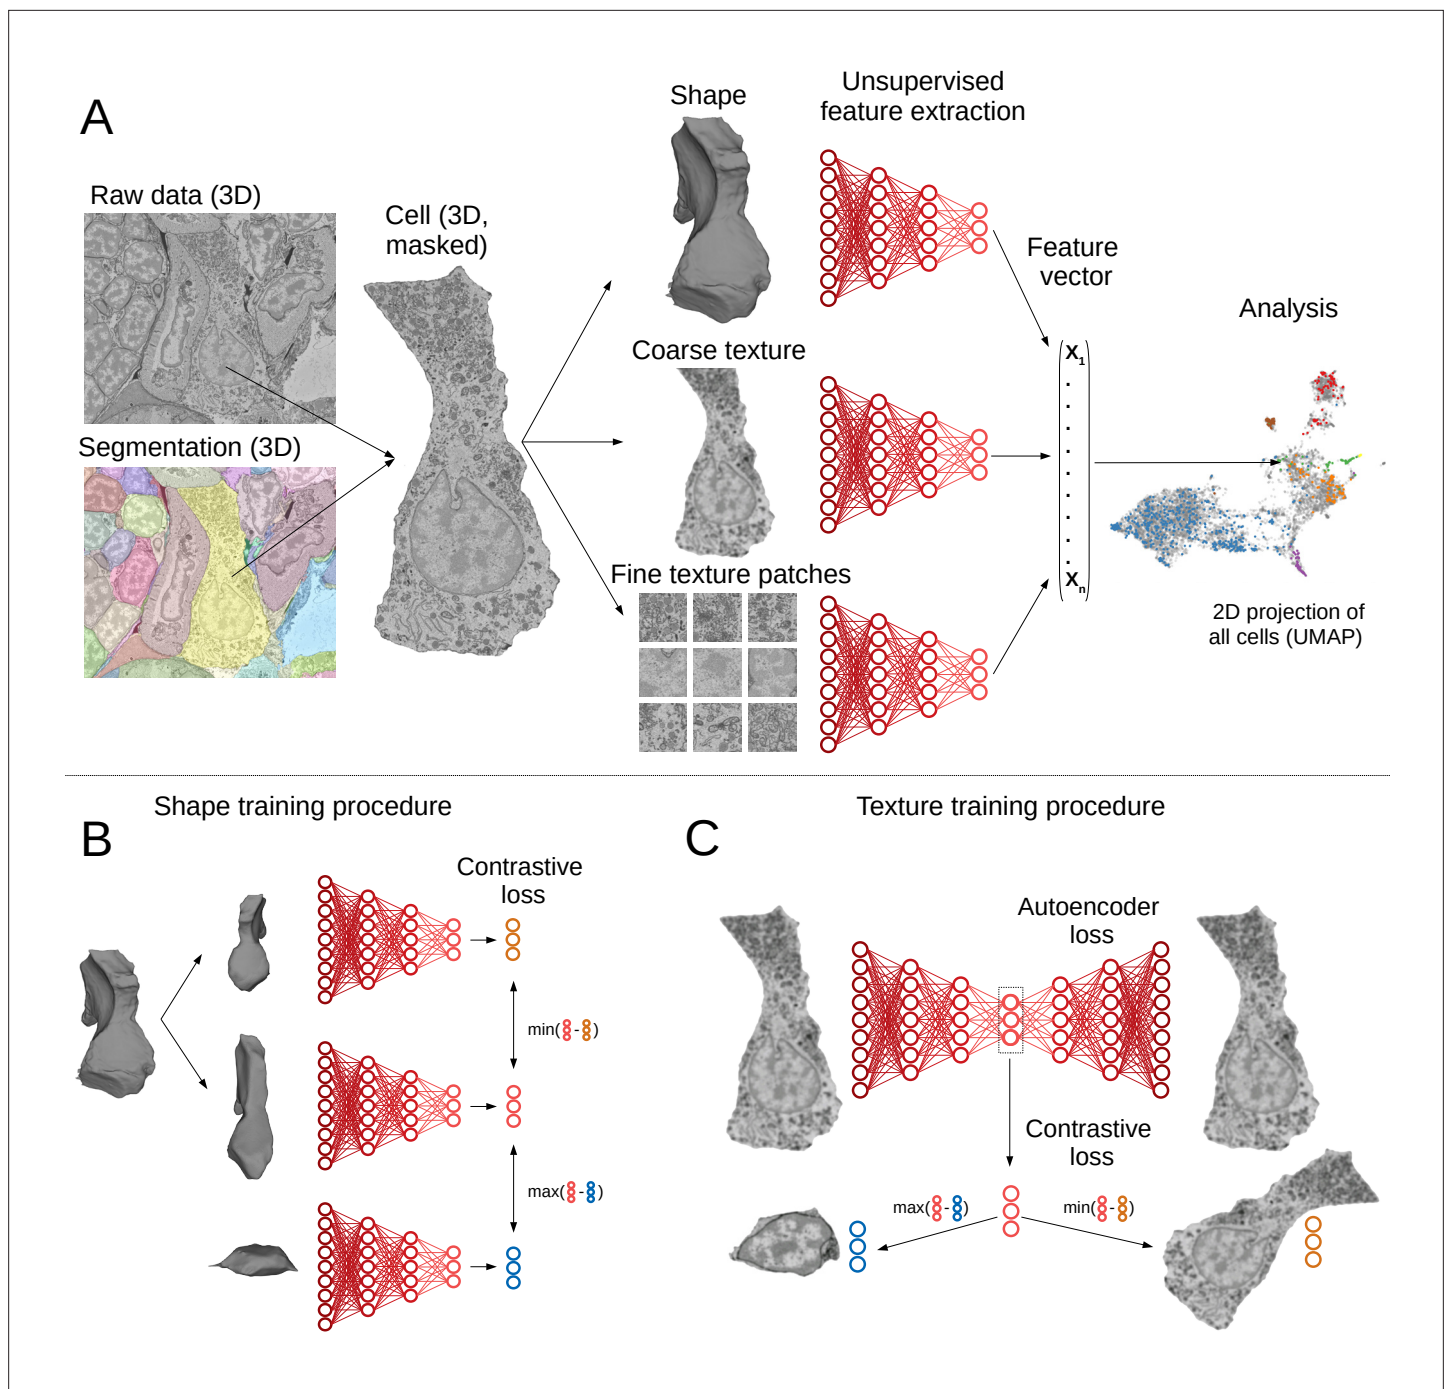 A
Raw data (3D)
Segmentation (3D)
Cell (3D,
masked)
Shape
Coarse texture
Fine texture patches
Unsupervised
feature extraction
Feature
vector
X1
.
.
.
.
.
.
.
.
.
Xn
Analysis
2D projection of
all cells (UMAP)
B
Shape training procedure
Contrastive
loss
min( - )
max( - )
C
Texture training procedure
Autoencoder
loss
Contrastive
loss
max( - )
min( - )